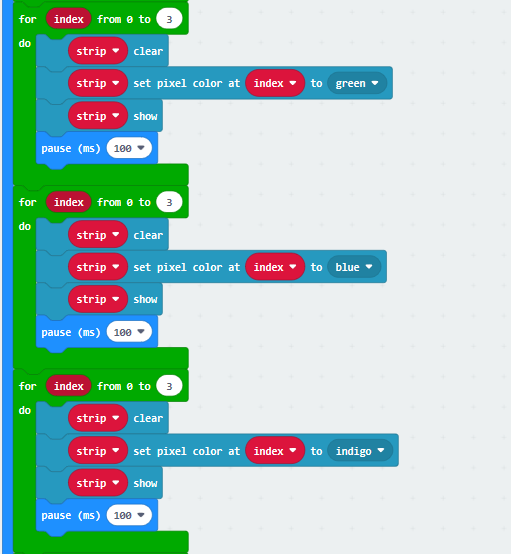 for index from 0 to 3
do
strip clear
strip set pixel color at index to green
strip show
pause (ms) 100
for index from 0 to 3
do
strip clear
strip set pixel color at index to blue
strip show
pause (ms) 100
for index from 0 to 3
do
strip clear
strip set pixel color at index to indigo
strip show
pause (ms) 100